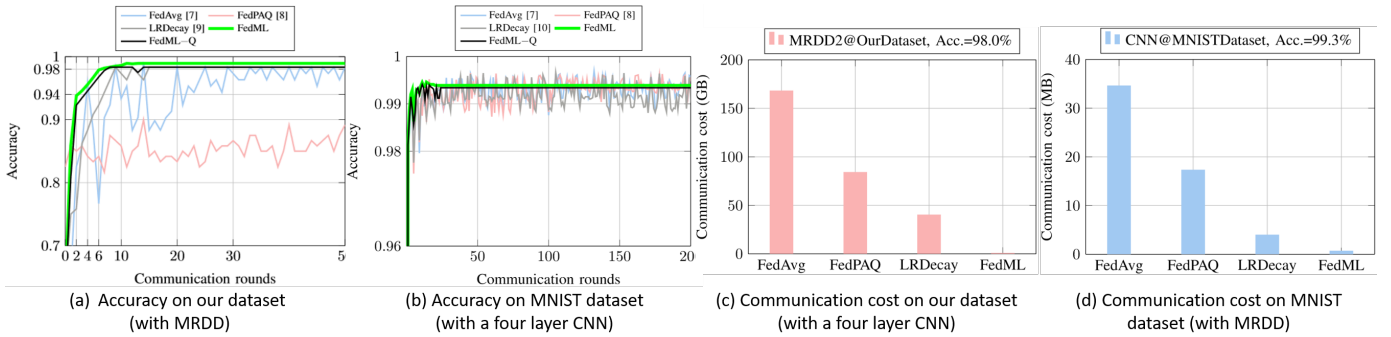 FedAvg [7]
FedPAQ [8]
LRDecay [9]
FedML
FedML−Q
1
0.98
0.94
0.9
0.8
0.7
Accuracy
0 2 4 6 10 20 30 5
Communication rounds
(a) Accuracy on our dataset
(with MRDD)
FedAvg [7]
FedPAQ [8]
LRDecay [10]
FedML
FedML−Q
1
0.99
0.98
0.96
Accuracy
50 100 150 20
Communication rounds
(b) Accuracy on MNIST dataset
(with a four layer CNN)
MRDD2@OurDataset, Acc.=98.0%
200
150
100
50
0
Communication cost (GB)
FedAvg FedPAQ LRDecay FedML
(c) Communication cost on our dataset
(with a four layer CNN)
CNN@MNISTDataset, Acc.=99.3%
40
30
20
10
0
Communication cost (MB)
FedAvg FedPAQ LRDecay FedML
(d) Communication cost on MNIST
dataset (with MRDD)